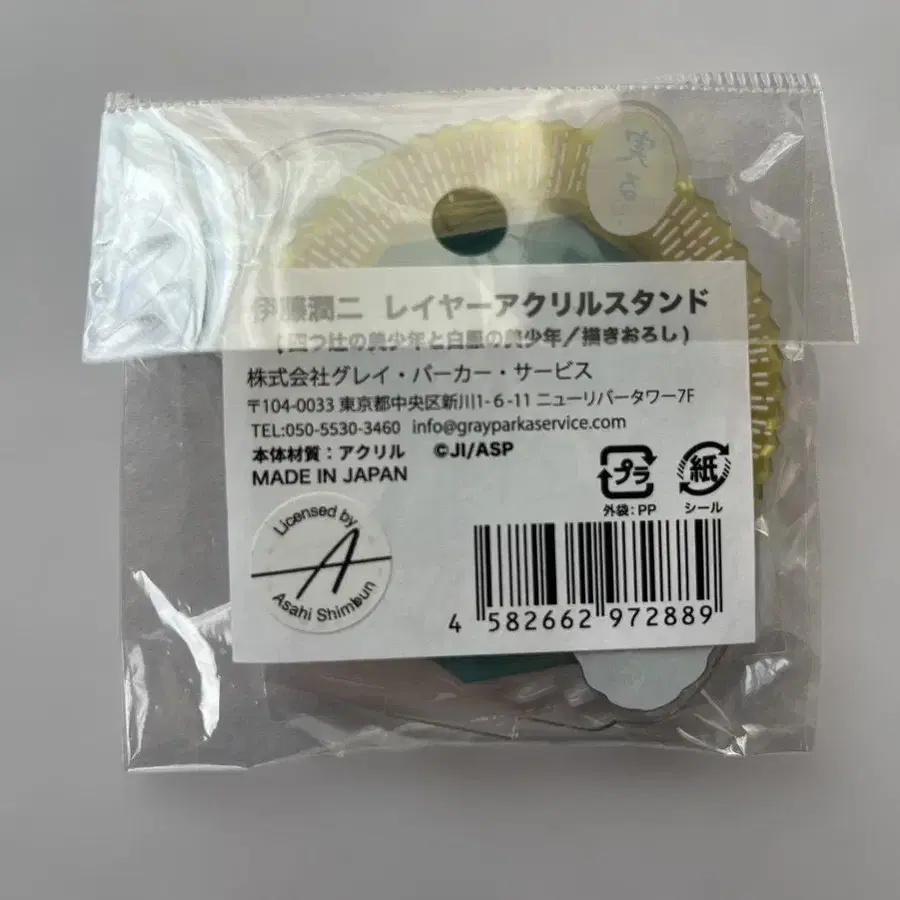 伊藤潤二 レイヤーアクリルスタンド
(四つ辻の美少年と白服の美少年/描きおろし)
株式会社グレイ・パーカー・サービス
〒104-0033 東京都中央区新川1-6-11 ニューリバータワー7F
TEL:050-5530-3460 info@grayparkaservice.com
本体材質:アクリル ©JI/ASP
MADE IN JAPAN
プラ
紙
外袋:PP シール
Licensed by
A
Asahi Shimbun
4 582662 972889